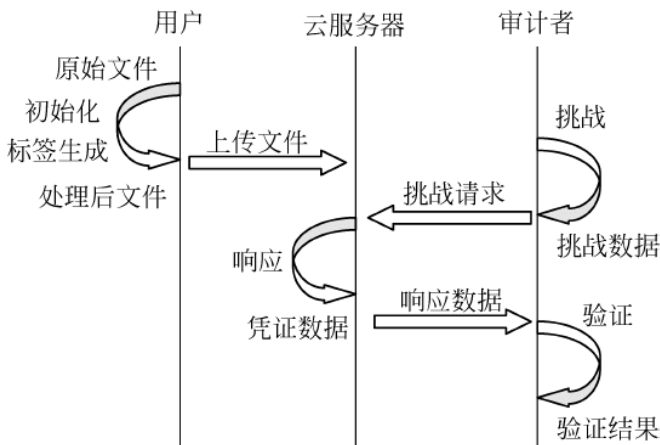 用户
云服务器
审计者
原始文件
初始化
标签生成
处理后文件
上传文件
挑战
挑战请求
挑战数据
响应
凭证数据
响应数据
验证
验证结果